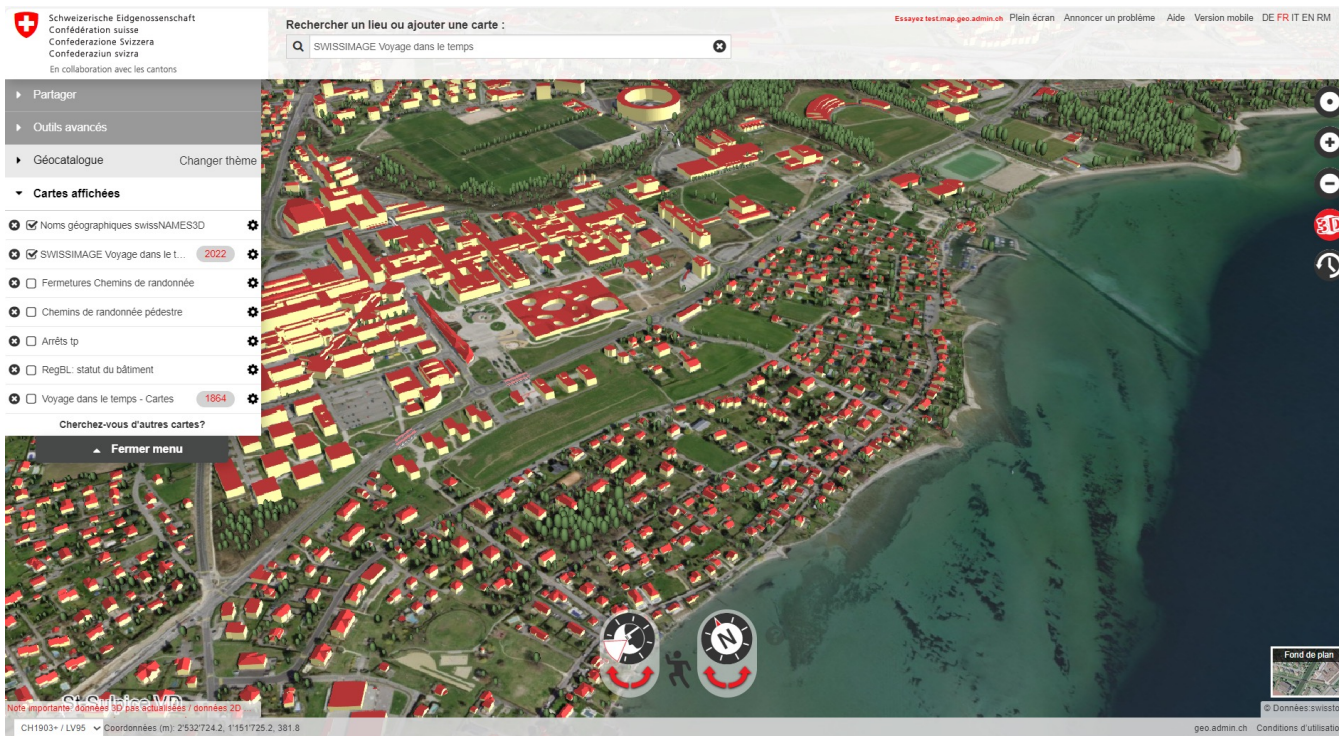 Schweizerische Eidgenossenschaft
Confédération suisse
Confederazione Svizzera
Confederaziun svizra
En collaboration avec les cantons
Rechercher un lieu ou ajouter une carte :
SWISSIMAGE Voyage dans le temps
Essayez test.map.geo.admin.ch Plein écran Annoncer un problème Aide Version mobile DE FR IT EN RM
Partager
Outils avancés
Géocatalogue Changer thème
Cartes affichées
Noms géographiques swissNAMES3D
SWISSIMAGE Voyage dans le t... 2022
Fermetures Chemins de randonnée
Chemins de randonnée pédestre
Arrêts tp
RegBL: statut du bâtiment
Voyage dans le temps - Cartes 1864
Cherchez-vous d'autres cartes?
Fermer menu
3D
N
Fond de plan
St-Sulpice VD
Note importante: données 3D pas actualisées / données 2D
© Données:swissto
CH1903+ / LV95 Coordonnées (m): 2'532'724.2, 1'151'725.2, 381.8
geo.admin.ch Conditions d'utilisatio